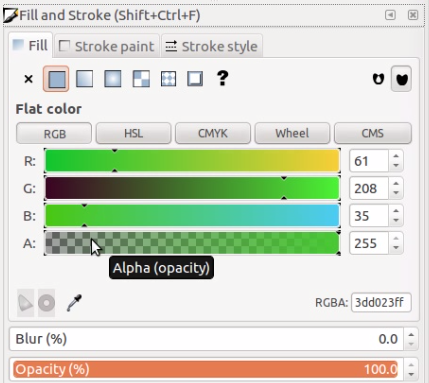 Fill and Stroke (Shift+Ctrl+F)
Fill Stroke paint Stroke style
?
Flat color
RGB HSL CMYK Wheel CMS
R: 61
G: 208
B: 35
A: 255
Alpha (opacity)
RGBA: 3dd023ff
Blur (%) 0.0
Opacity (%) 100.0